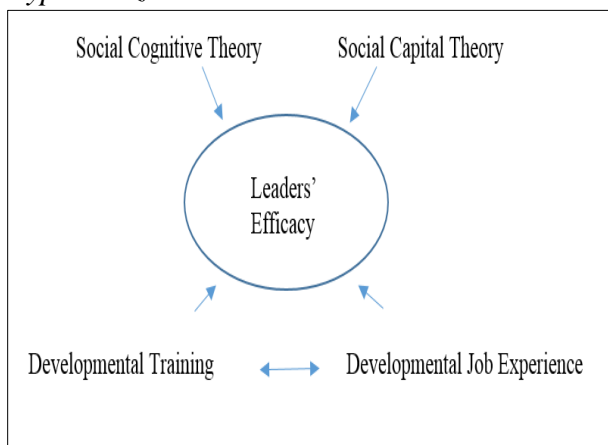 Social Cognitive Theory Social Capital Theory
Leaders’
Efficacy
Developmental Training Developmental Job Experience